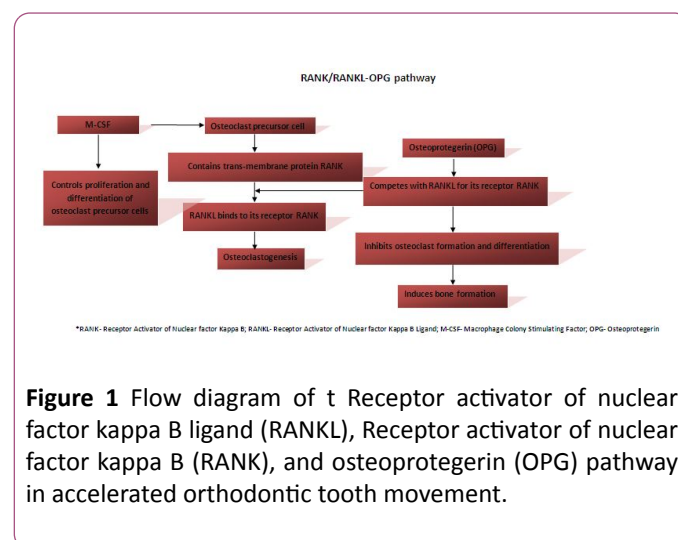 RANK/RANKL-OPG pathway
M-CSF
Osteoclast precursor cell
Osteoprotegerin (OPG)
Contains trans-membrane protein RANK
Controls proliferation and
differentiation of
osteoclast precursor cells
Competes with RANKL for its receptor RANK
RANKL binds to its receptor RANK
Inhibits osteoclast formation and differentiation
Osteoclastogenesis
Induces bone formation
*RANK- Receptor Activator of Nuclear factor Kappa B; RANKL- Receptor Activator of Nuclear factor Kappa B Ligand; M-CSF- Macrophage Colony Stimulating Factor; OPG- Osteoprotegerin
Figure 1 Flow diagram of t Receptor activator of nuclear
factor kappa B ligand (RANKL), Receptor activator of nuclear
factor kappa B (RANK), and osteoprotegerin (OPG) pathway
in accelerated orthodontic tooth movement.